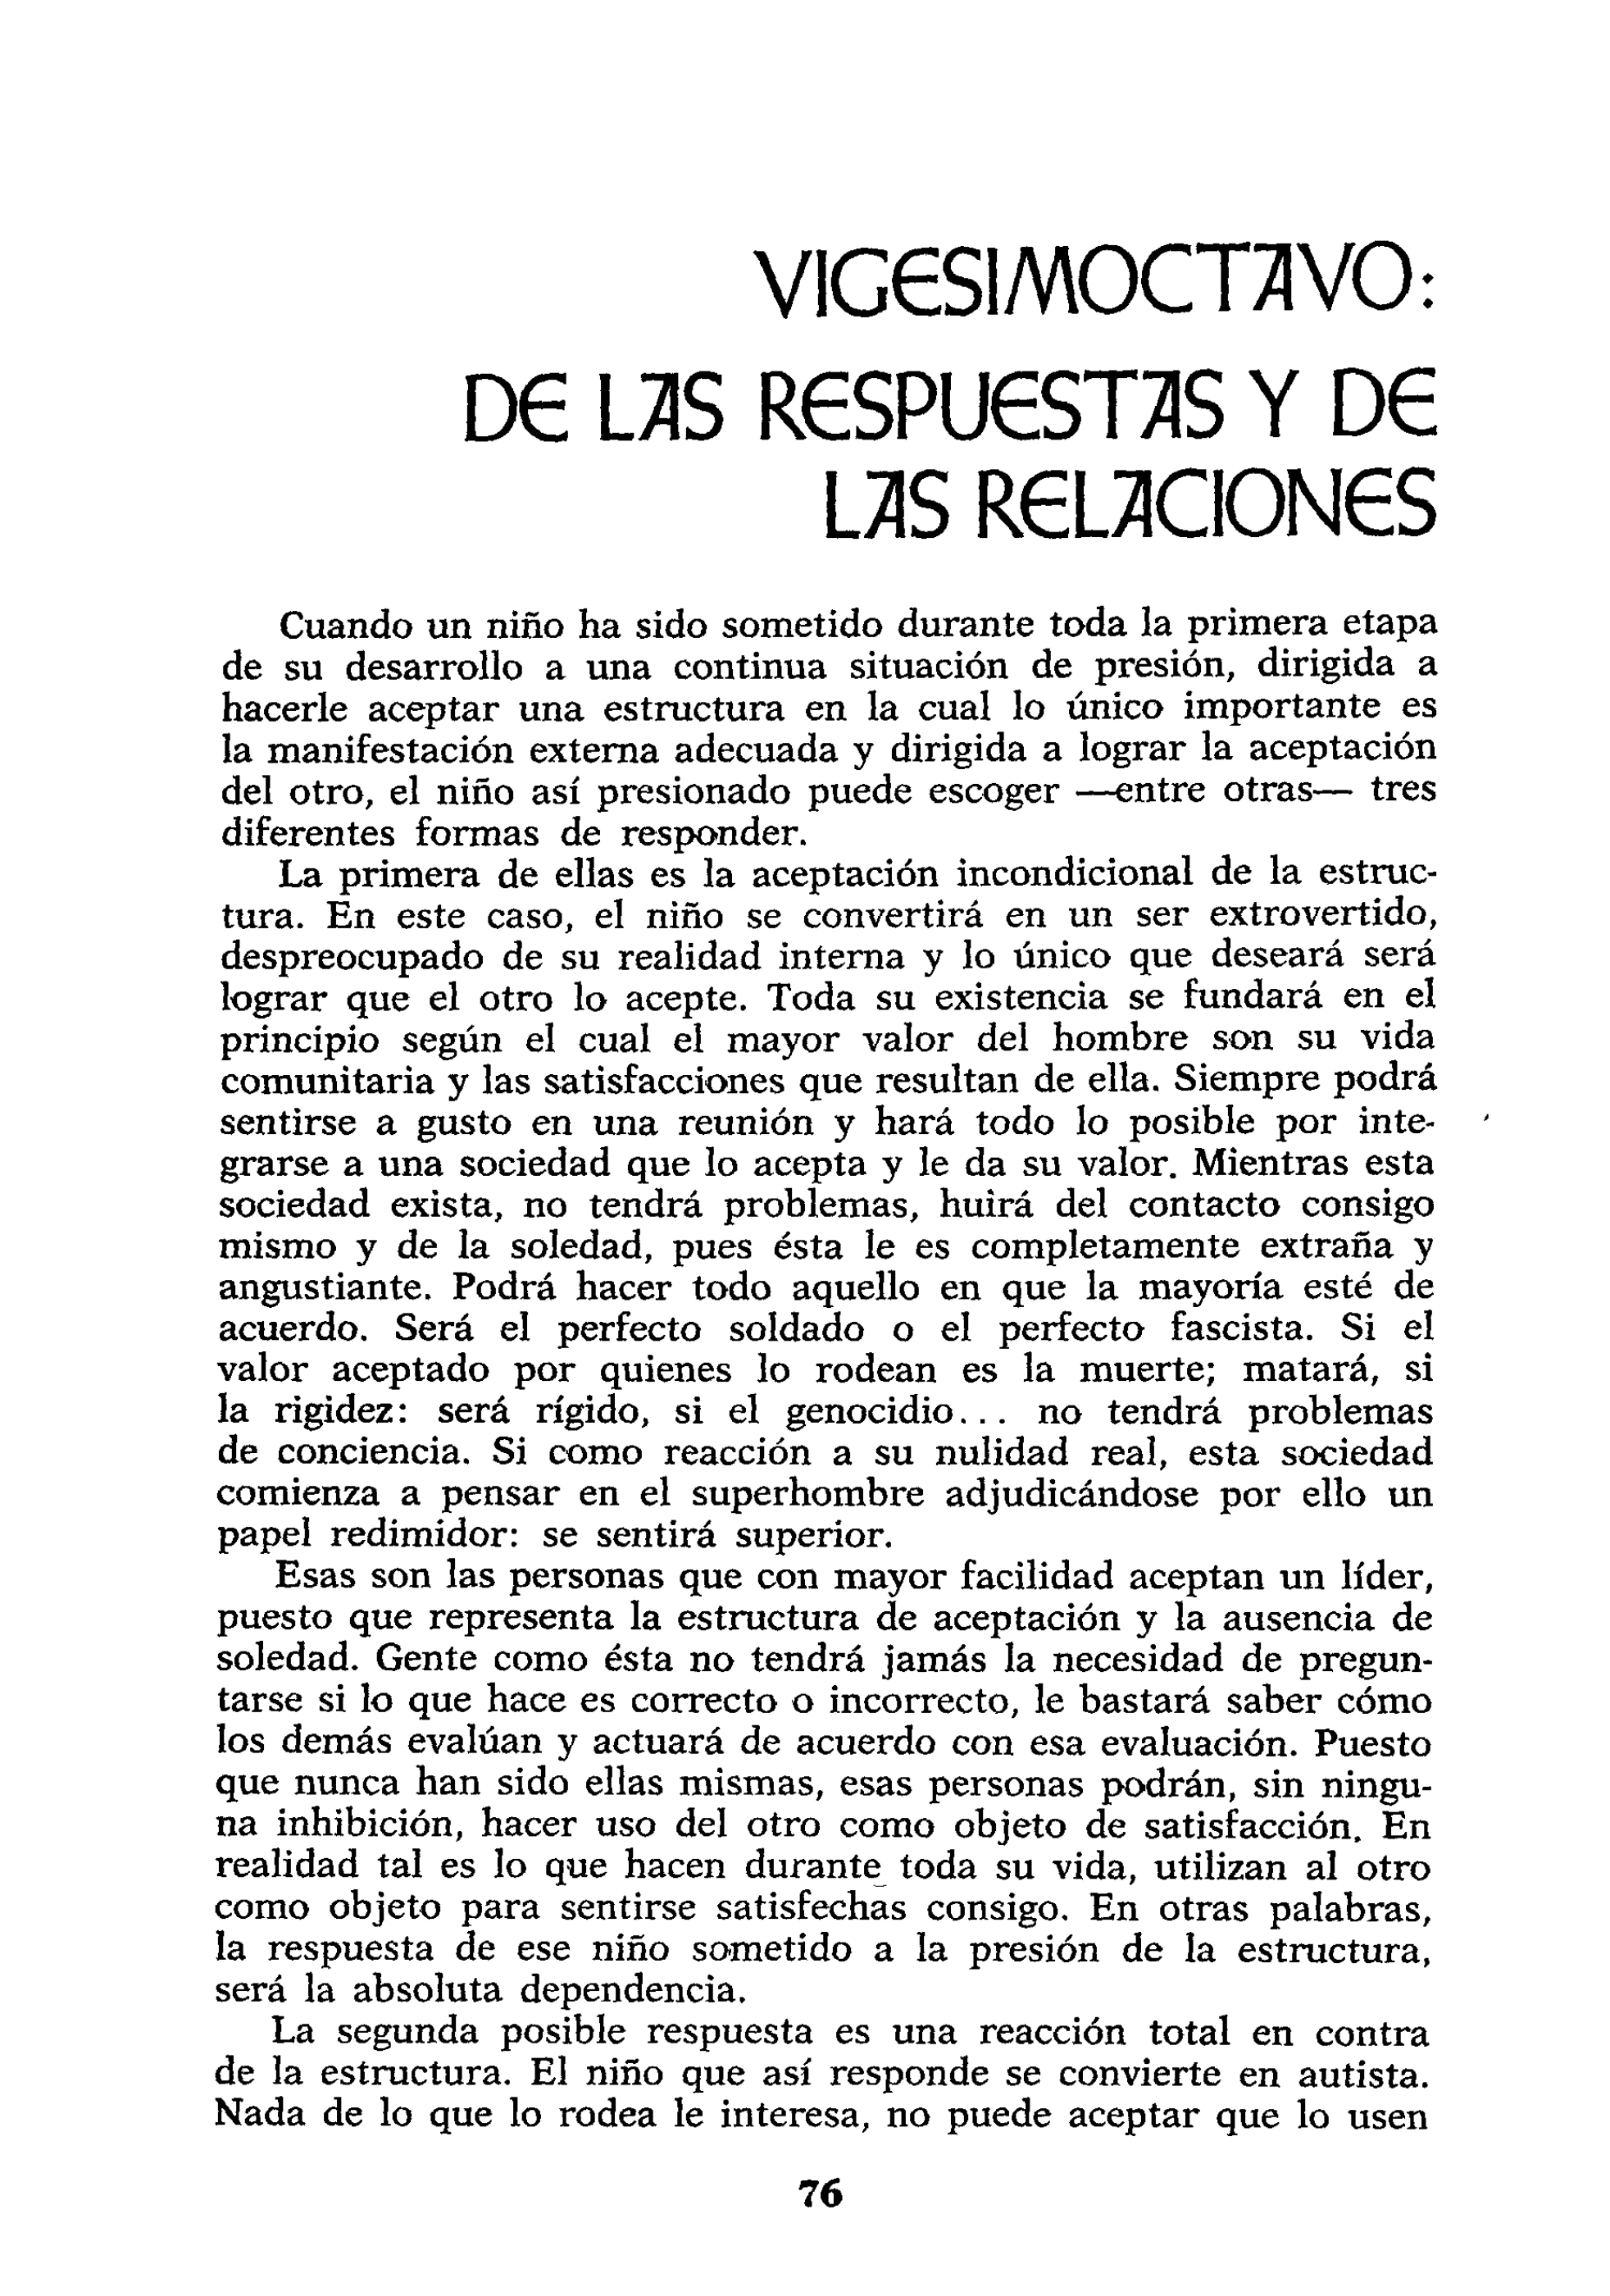 VIGESIMOCTAVO:
DE LAS RESPUESTAS Y DE
LAS RELACIONES
Cuando un niño ha sido sometido durante toda la primera etapa
de su desarrollo a una continua situación de presión, dirigida a
hacerle aceptar una estructura en la cual lo único importante es
la manifestación externa adecuada y dirigida a lograr la aceptación
del otro, el niño así presionado puede escoger —entre otras— tres
diferentes formas de responder.
La primera de ellas es la aceptación incondicional de la estruc-
tura. En este caso, el niño se convertirá en un ser extrovertido,
despreocupado de su realidad interna y lo único que deseará será
lograr que el otro lo acepte. Toda su existencia se fundará en el
principio según el cual el mayor valor del hombre son su vida
comunitaria y las satisfacciones que resultan de ella. Siempre podrá
sentirse a gusto en una reunión y hará todo lo posible por inte-
grarse a una sociedad que lo acepta y le da su valor. Mientras esta
sociedad exista, no tendrá problemas, huirá del contacto consigo
mismo y de la soledad, pues ésta le es completamente extraña y
angustiante. Podrá hacer todo aquello en que la mayoría esté de
acuerdo. Será el perfecto soldado o el perfecto fascista. Si el
valor aceptado por quienes lo rodean es la muerte; matará, si
la rigidez: será rígido, si el genocidio... no tendrá problemas
de conciencia. Si como reacción a su nulidad real, esta sociedad
comienza a pensar en el superhombre adjudicándose por ello un
papel redimidor: se sentirá superior.
Esas son las personas que con mayor facilidad aceptan un líder,
puesto que representa la estructura de aceptación y la ausencia de
soledad. Gente como ésta no tendrá jamás la necesidad de pregun-
tarse si lo que hace es correcto o incorrecto, le bastará saber cómo
los demás evalúan y actuará de acuerdo con esa evaluación. Puesto
que nunca han sido ellas mismas, esas personas podrán, sin ningu-
na inhibición, hacer uso del otro como objeto de satisfacción. En
realidad tal es lo que hacen durante toda su vida, utilizan al otro
como objeto para sentirse satisfechas consigo. En otras palabras,
la respuesta de ese niño sometido a la presión de la estructura,
será la absoluta dependencia.
La segunda posible respuesta es una reacción total en contra
de la estructura. El niño que así responde se convierte en autista.
Nada de lo que lo rodea le interesa, no puede aceptar que lo usen
76